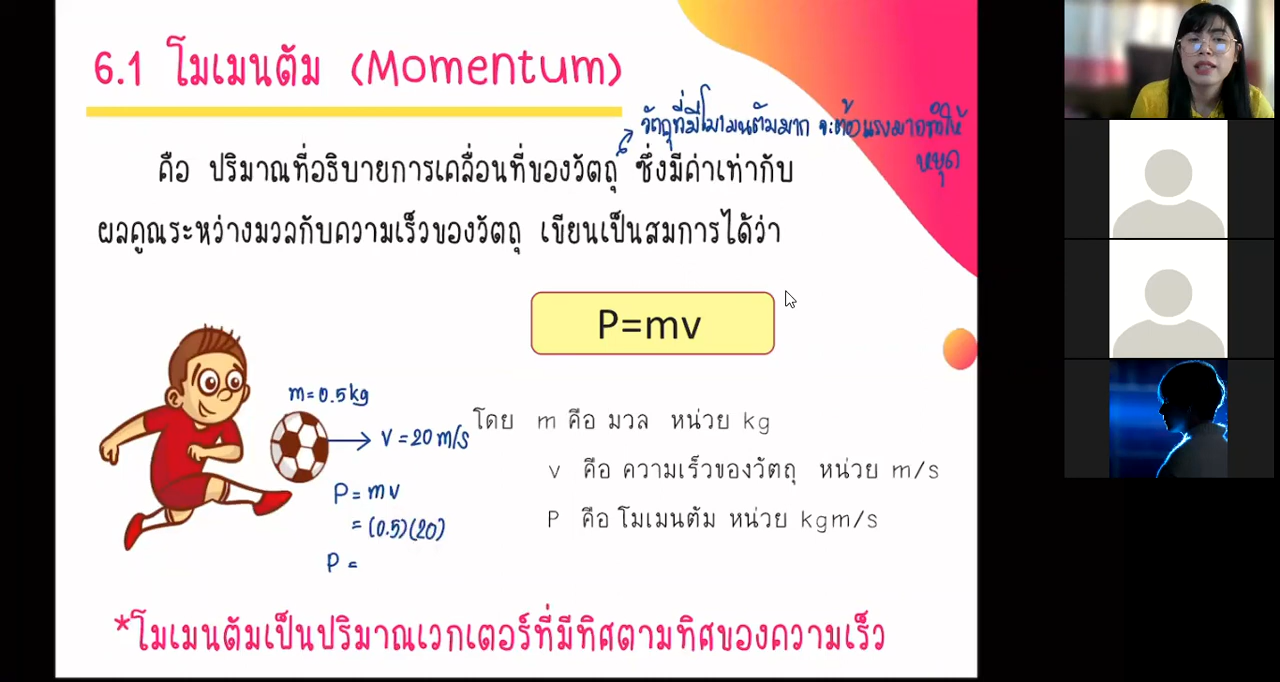 6.1 โมเมนตัม (Momentum)
วัตถุที่มีโมเมนตัมมาก จะต้อแรงมากทำให้
หยุด
คือ ปริมาณที่อธิบายการเคลื่อนที่ของวัตถุ ซึ่งมีค่าเท่ากับ
ผลคูณระหว่างมวลกับความเร็วของวัตถุ เขียนเป็นสมการได้ว่า
P=mv
m=0.5kg
v=20m/s
P=mv
=(0.5)(20)
P=
โดย m คือ มวล หน่วย kg
v คือ ความเร็วของวัตถุ หน่วย m/s
P คือ โมเมนตัม หน่วย kgm/s
*โมเมนตัมเป็นปริมาณเวกเตอร์ที่มีทิศตามทิศของความเร็ว